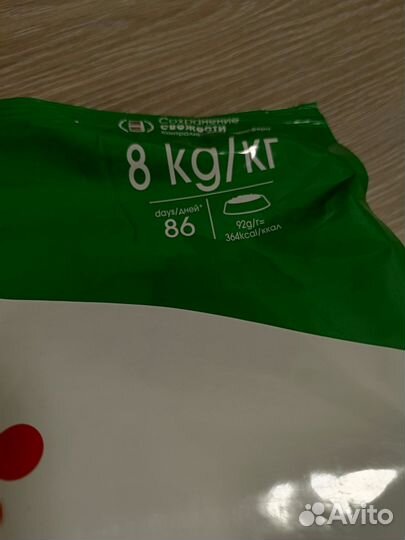 Сохранение
свежести
8 kg/кг
days/дней*
86
92g/г=
364kcal/ккал
Avito